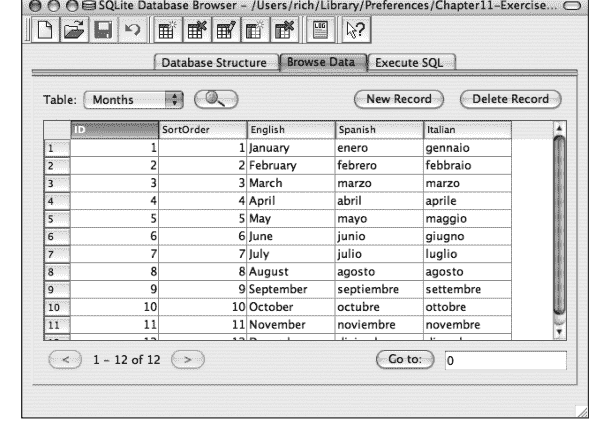 SQLite Database Browser – /Users/rich/Library/Preferences/Chapter11-Exercise...
LOG
Database Structure Browse Data Execute SQL
Table: Months New Record Delete Record
ID SortOrder English Spanish Italian
1 1 1 January enero gennaio
2 2 2 February febrero febbraio
3 3 3 March marzo marzo
4 4 4 April abril aprile
5 5 5 May mayo maggio
6 6 6 June junio giugno
7 7 7 July julio luglio
8 8 8 August agosto agosto
9 9 9 September septiembre settembre
10 10 10 October octubre ottobre
11 11 11 November noviembre novembre
< 1 – 12 of 12 > Go to: 0